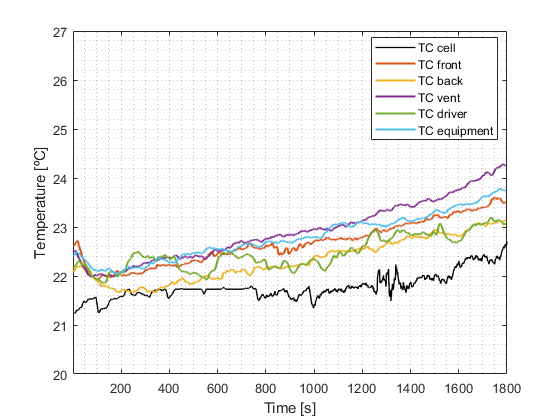 27
26
25
24
23
22
21
20
Temperature [ºC]
TC cell
TC front
TC back
TC vent
TC driver
TC equipment
200 400 600 800 1000 1200 1400 1600 1800
Time [s]